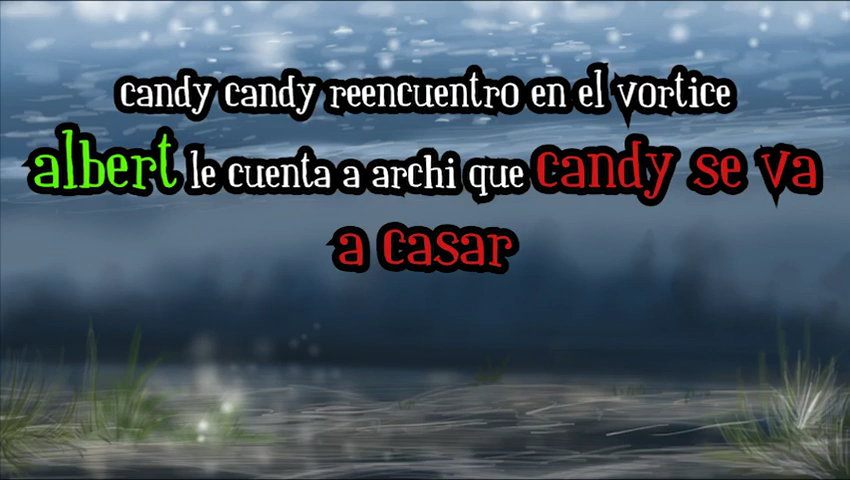 candy candy reencuentro en el vortice
albert le cuenta a archi que candy se va
a casar